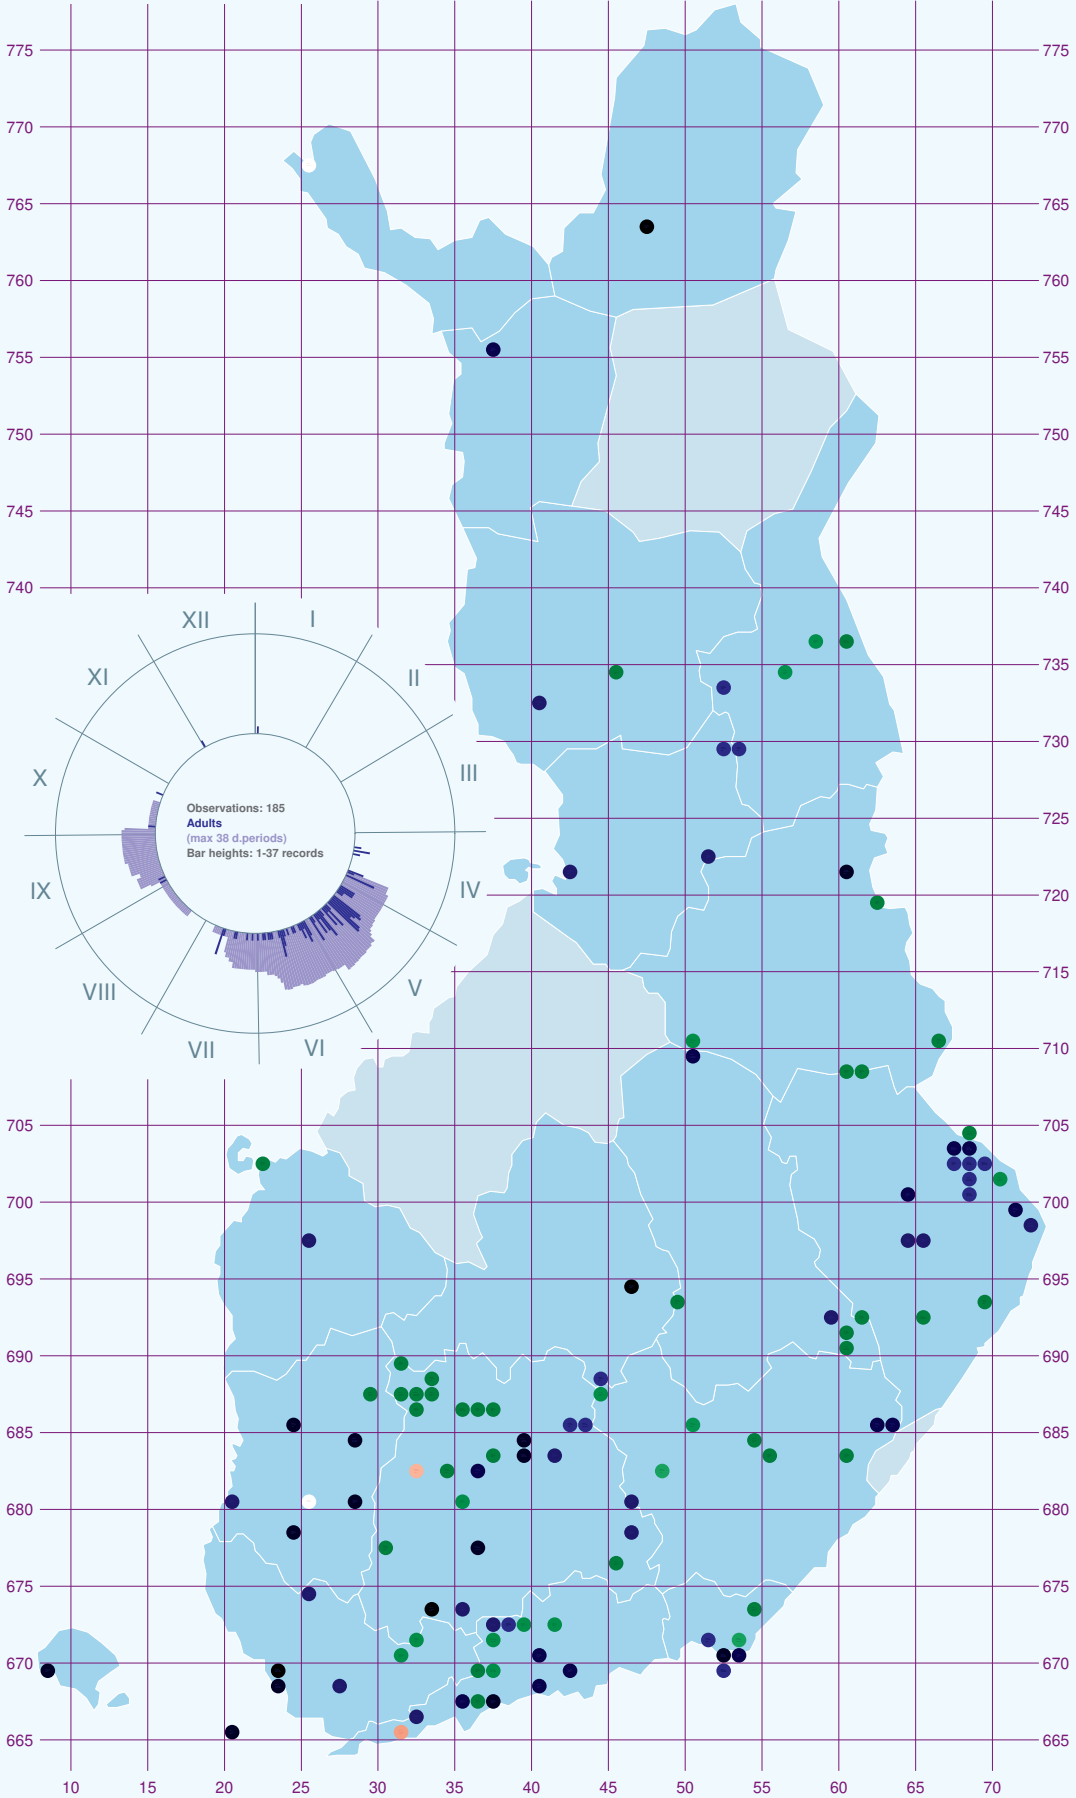 775 775
770 770
765 765
760 760
755 755
750 750
745 745
740 740
XII I
XI II
735 735
730 730
X III
Observations: 185
Adults
(max 38 d.periods)
Bar heights: 1-37 records
725 725
IX IV
720 720
VIII V
715 715
VII VI
710 710
705 705
700 700
695 695
690 690
685 685
680 680
675 675
670 670
665 665
10 15 20 25 30 35 40 45 50 55 60 65 70